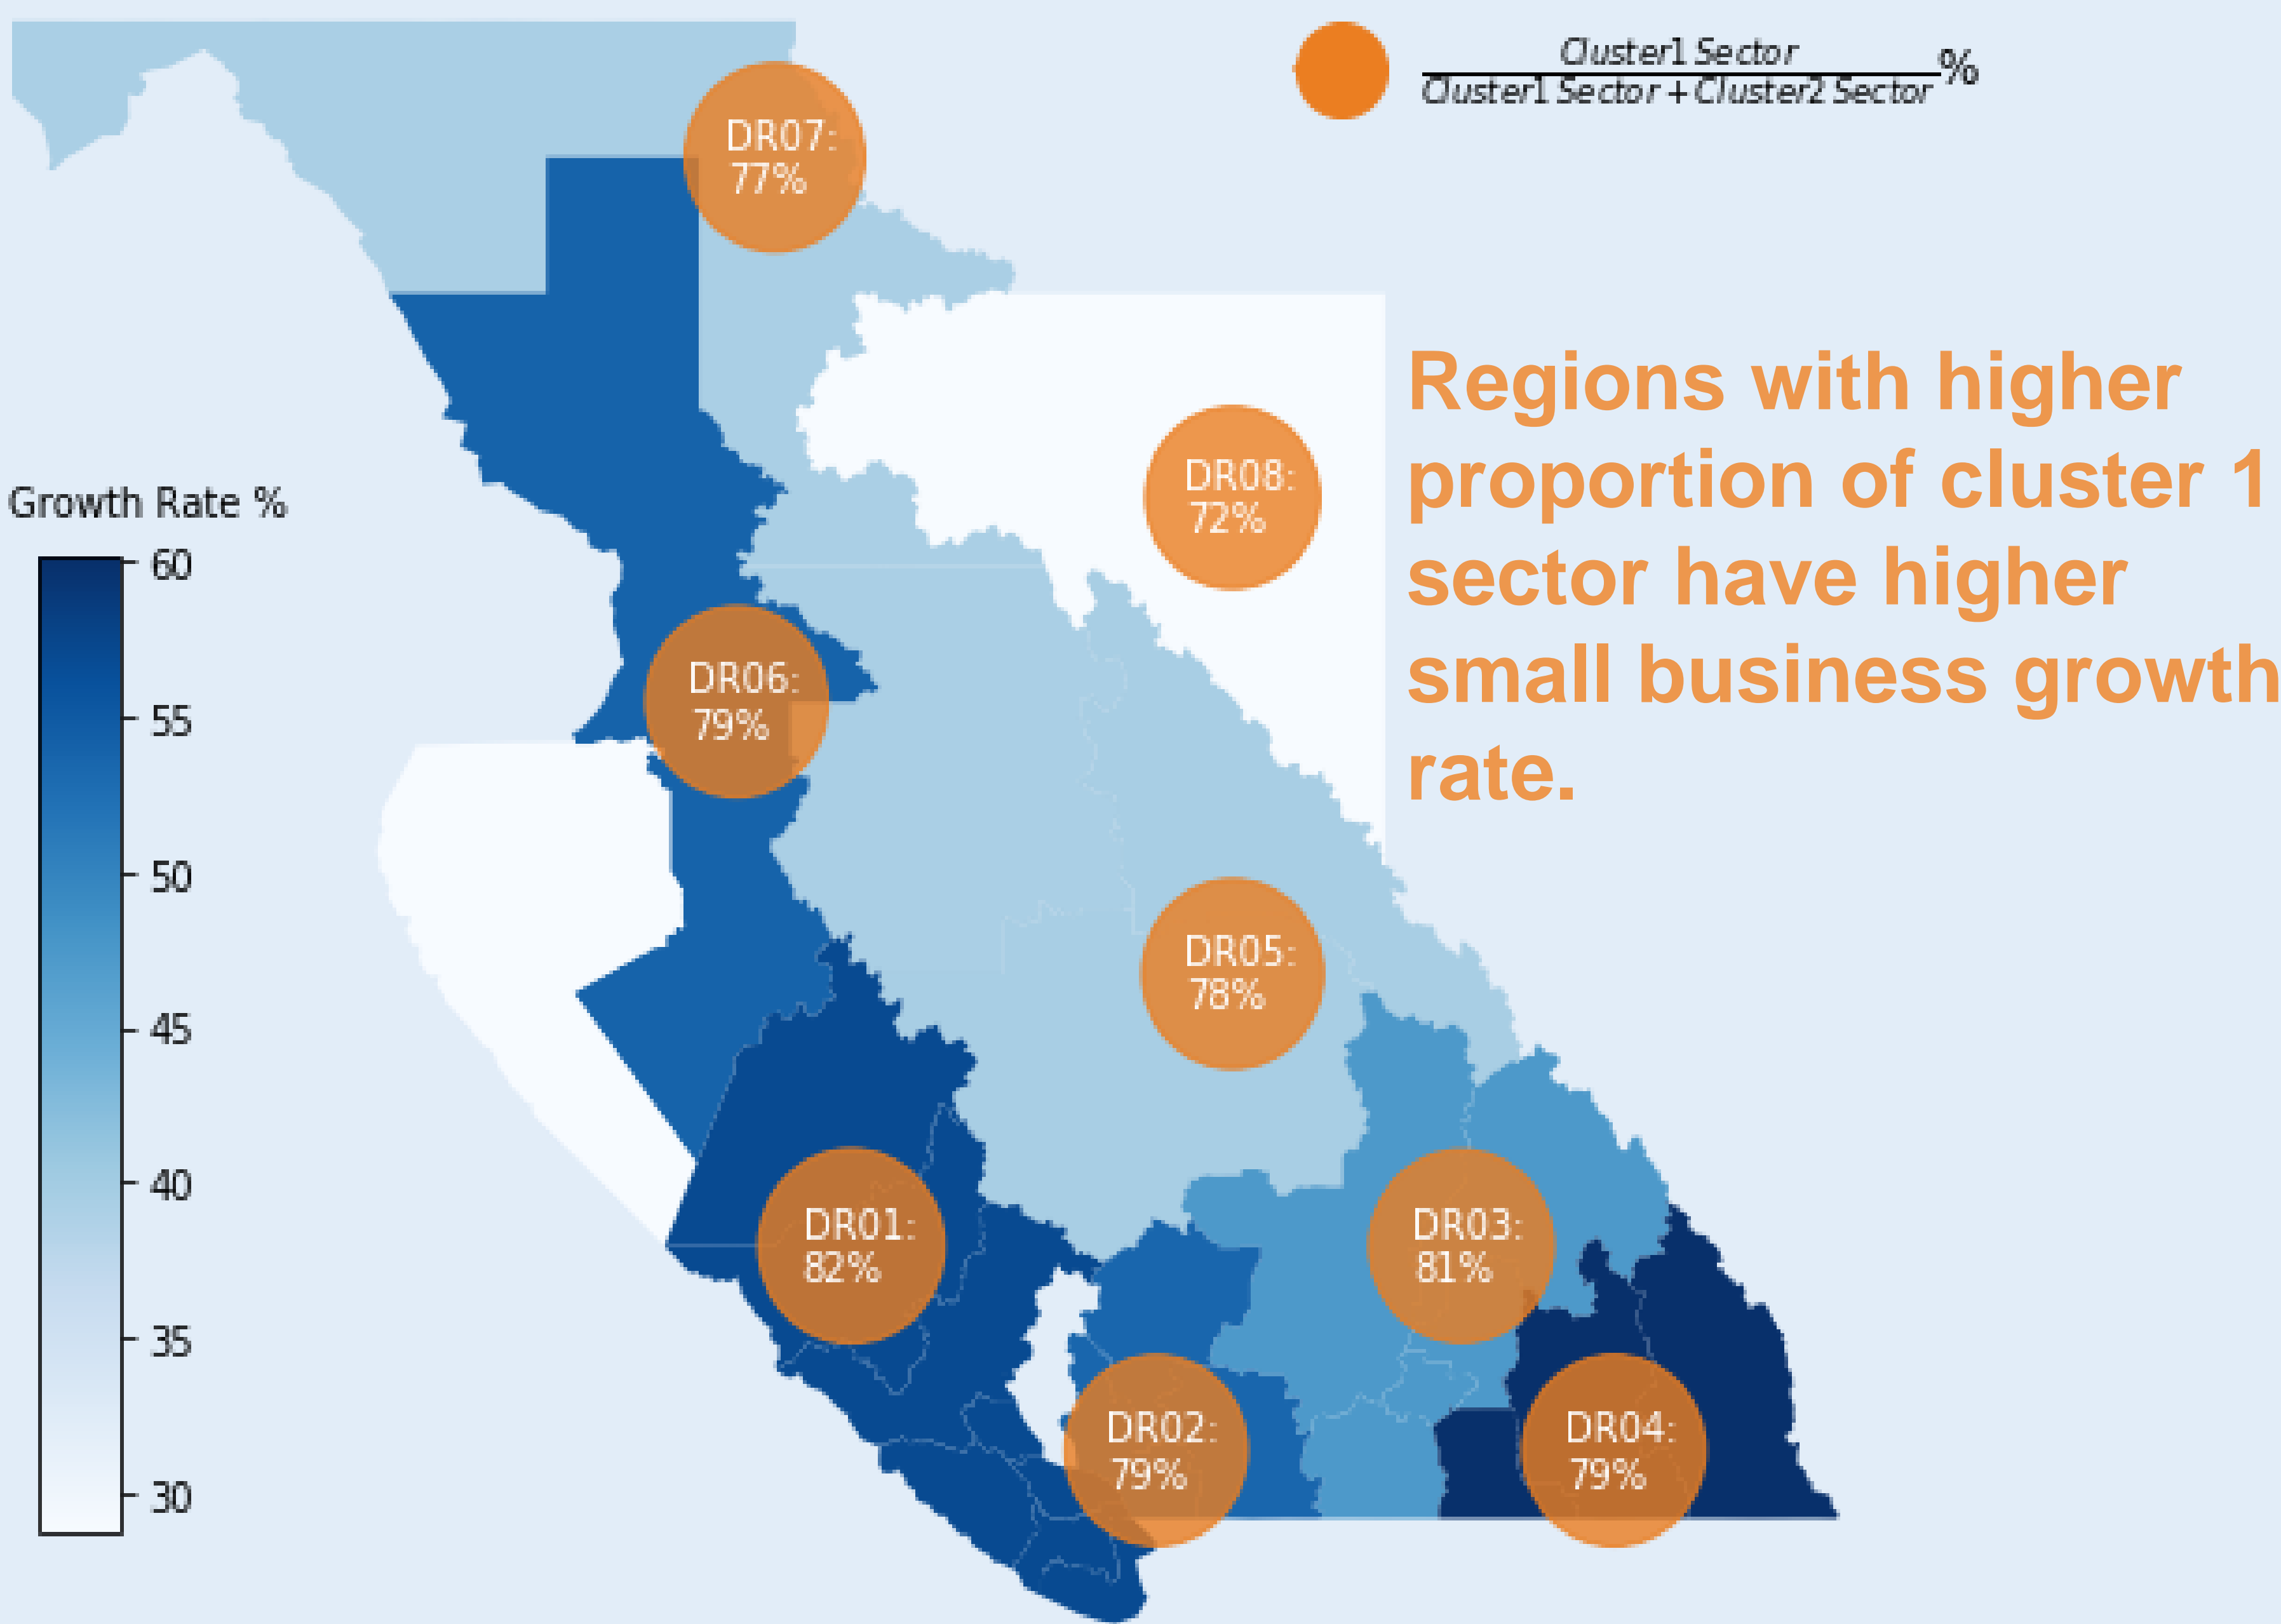 Cluster1 Sector
Cluster1 Sector + Cluster2 Sector %
DR07:
77%
Regions with higher
proportion of cluster 1
sector have higher
small business growth
rate.
DR08:
72%
Growth Rate %
60
55
50
45
40
35
30
DR06:
79%
DR05:
78%
DR01:
82%
DR03:
81%
DR02:
79%
DR04:
79%